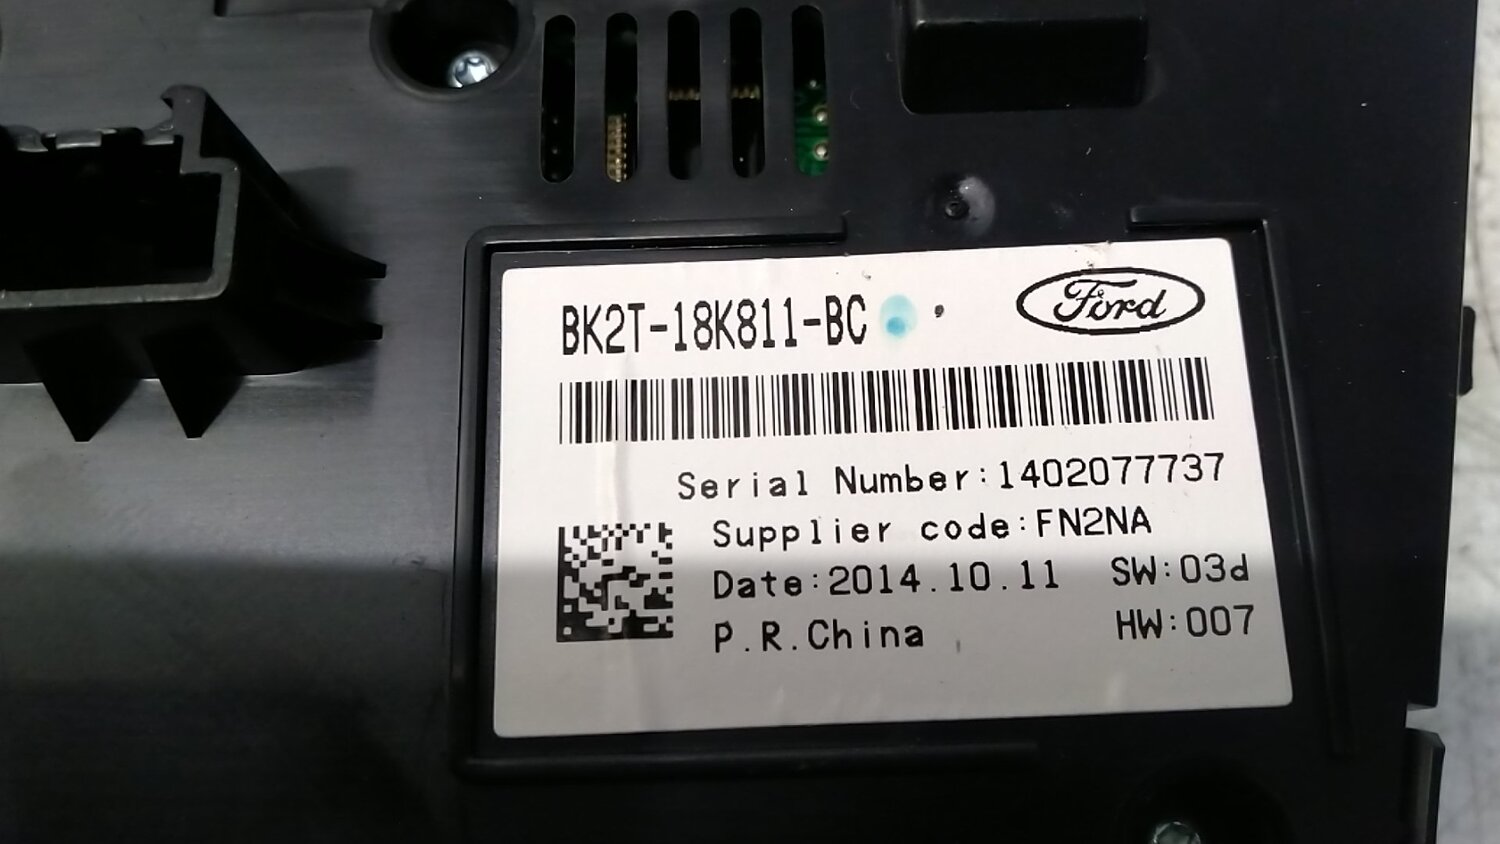 BK2T-18K811-BC
Ford
Serial Number:1402077737
Supplier code:FN2NA
Date:2014.10.11 SW:03d
P.R.China HW:007